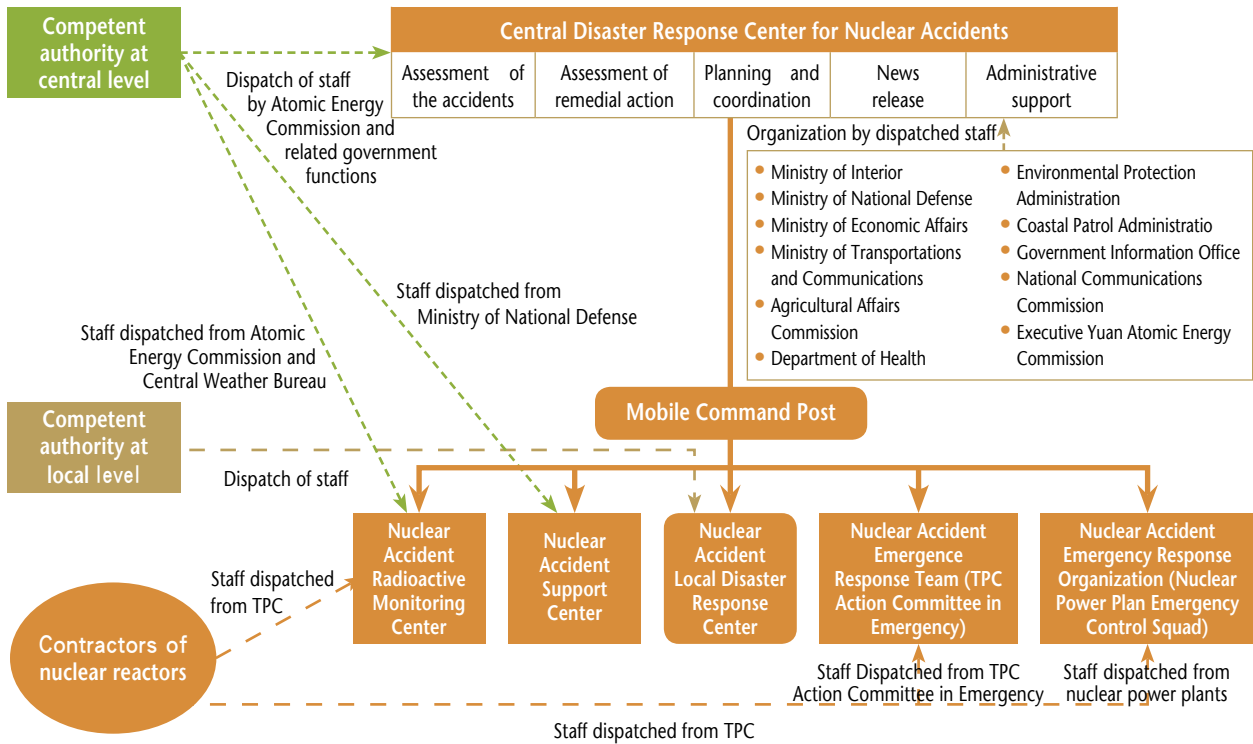 Competent
authority at
central level
Central Disaster Response Center for Nuclear Accidents
Assessment of
the accidents
Assessment of
remedial action
Planning and
coordination
News
release
Administrative
support
Dispatch of staff
by Atomic Energy
Commission and
related government
functions
Organization by dispatched staff
Ministry of Interior
Ministry of National Defense
Ministry of Economic Affairs
Ministry of Transportations
and Communications
Agricultural Affairs
Commission
Department of Health
Environmental Protection
Administration
Coastal Patrol Administratio
Government Information Office
National Communications
Commission
Executive Yuan Atomic Energy
Commission
Staff dispatched from
Ministry of National Defense
Staff dispatched from Atomic
Energy Commission and
Central Weather Bureau
Mobile Command Post
Competent
authority at
local level
Dispatch of staff
Nuclear
Accident
Radioactive
Monitoring
Center
Nuclear
Accident
Support
Center
Nuclear
Accident
Local Disaster
Response
Center
Nuclear Accident
Emergence
Response Team (TPC
Action Committee in
Emergency)
Nuclear Accident
Emergency Response
Organization (Nuclear
Power Plan Emergency
Control Squad)
Staff dispatched
from TPC
Contractors of
nuclear reactors
Staff Dispatched from TPC
Action Committee in Emergency
Staff dispatched from
nuclear power plants
Staff dispatched from TPC